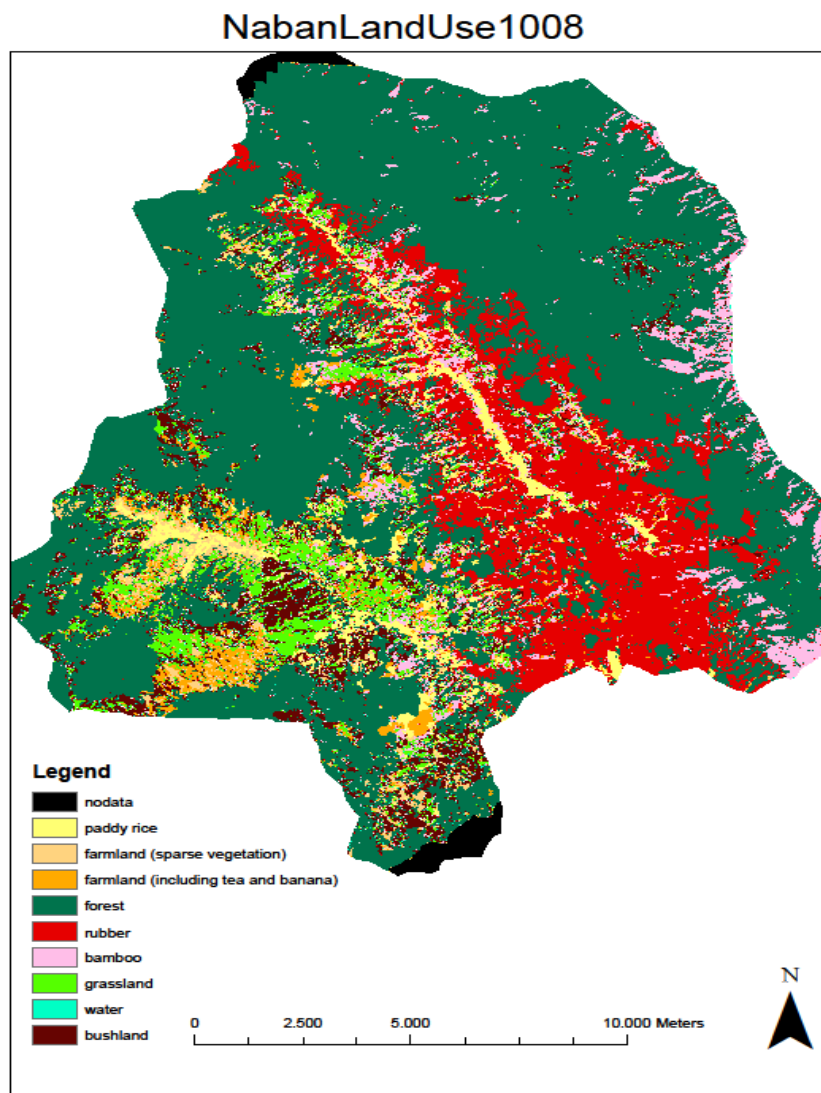 NabanLandUse1008
Legend
nodata
paddy rice
farmland (sparse vegetation)
farmland (including tea and banana)
forest
rubber
bamboo
grassland
water
bushland
0 2.500 5.000 10.000 Meters
N